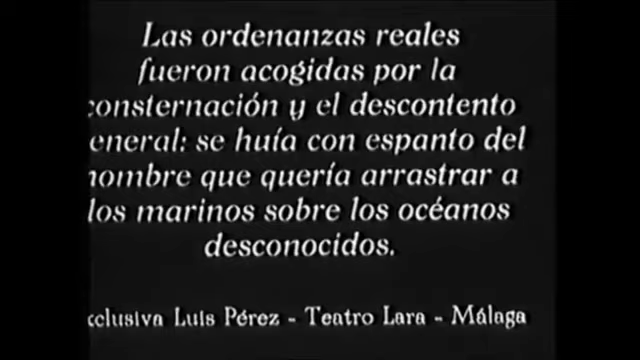 Las ordenanzas reales
fueron acogidas por la
consternación y el descontento
eneral: se huía con espanto del
hombre que quería arrastrar a
los marinos sobre los océanos
desconocidos.
xclusiva Luis Pérez - Teatro Lara - Málaga